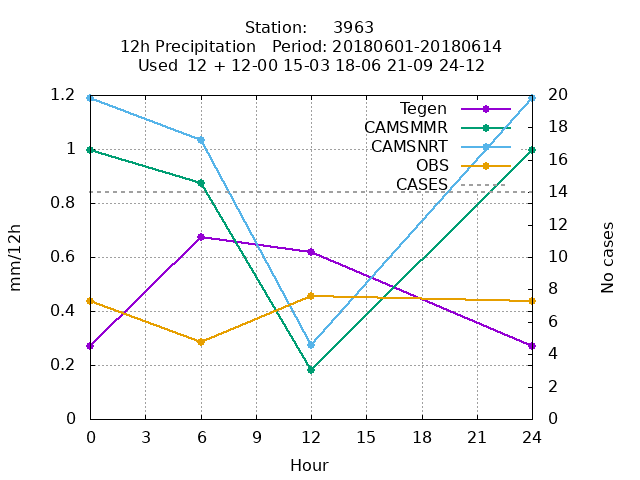 Station: 3963
12h Precipitation Period: 20180601-20180614
Used 12 + 12-00 15-03 18-06 21-09 24-12
Tegen
CAMSMMR
CAMSNRT
OBS
CASES
mm/12h
1.2
1
0.8
0.6
0.4
0.2
0
No cases
20
18
16
14
12
10
8
6
4
2
0
0 3 6 9 12 15 18 21 24
Hour